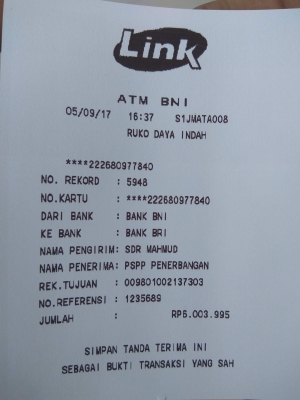 Link
ATM BNI
05/09/17 16:37 S1JMATA008
RUKO DAYA INDAH
****222680977840
NO. REKORD : 5948
NO.KARTU : ****222680977840
DARI BANK : BANK BNI
KE BANK : BANK BRI
NAMA PENGIRIM: SDR MAHMUD
NAMA PENERIMA: PSPP PENERBANGAN
REK.TUJUAN : 009801002137303
NO.REFERENSI : 1235689
JUMLAH : RP5.003.995
SIMPAN TANDA TERIMA INI
SEBAGAI BUKTI TRANSAKSI YANG SAH